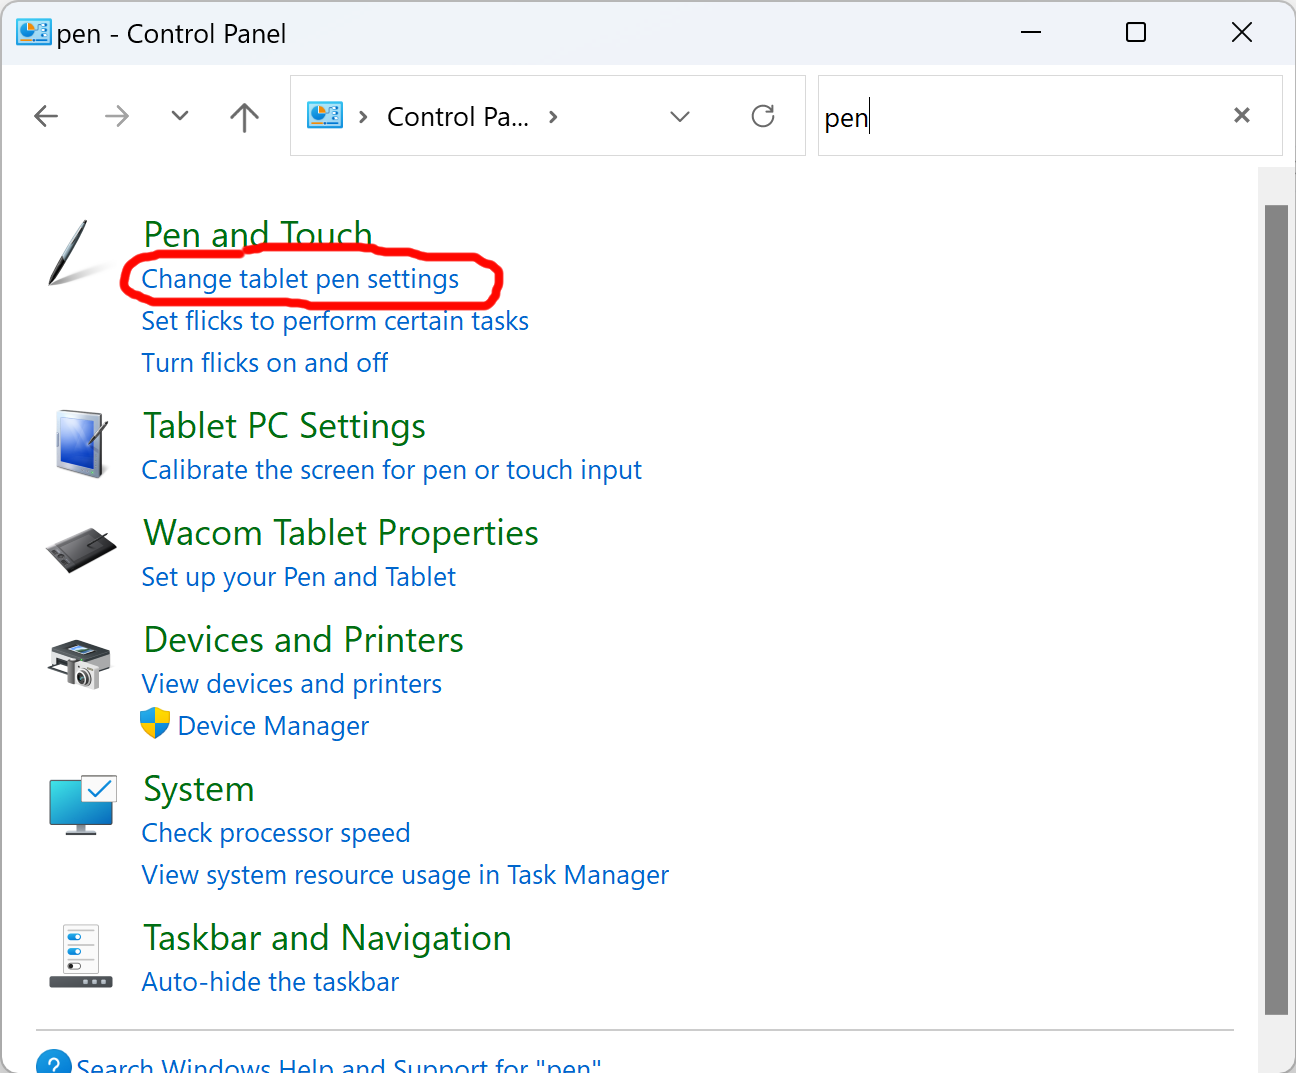 pen - Control Panel
Control Pa...
pen
Pen and Touch
Change tablet pen settings
Set flicks to perform certain tasks
Turn flicks on and off
Tablet PC Settings
Calibrate the screen for pen or touch input
Wacom Tablet Properties
Set up your Pen and Tablet
Devices and Printers
View devices and printers
Device Manager
System
Check processor speed
View system resource usage in Task Manager
Taskbar and Navigation
Auto-hide the taskbar
? Search Windows Help and Support for "pen"